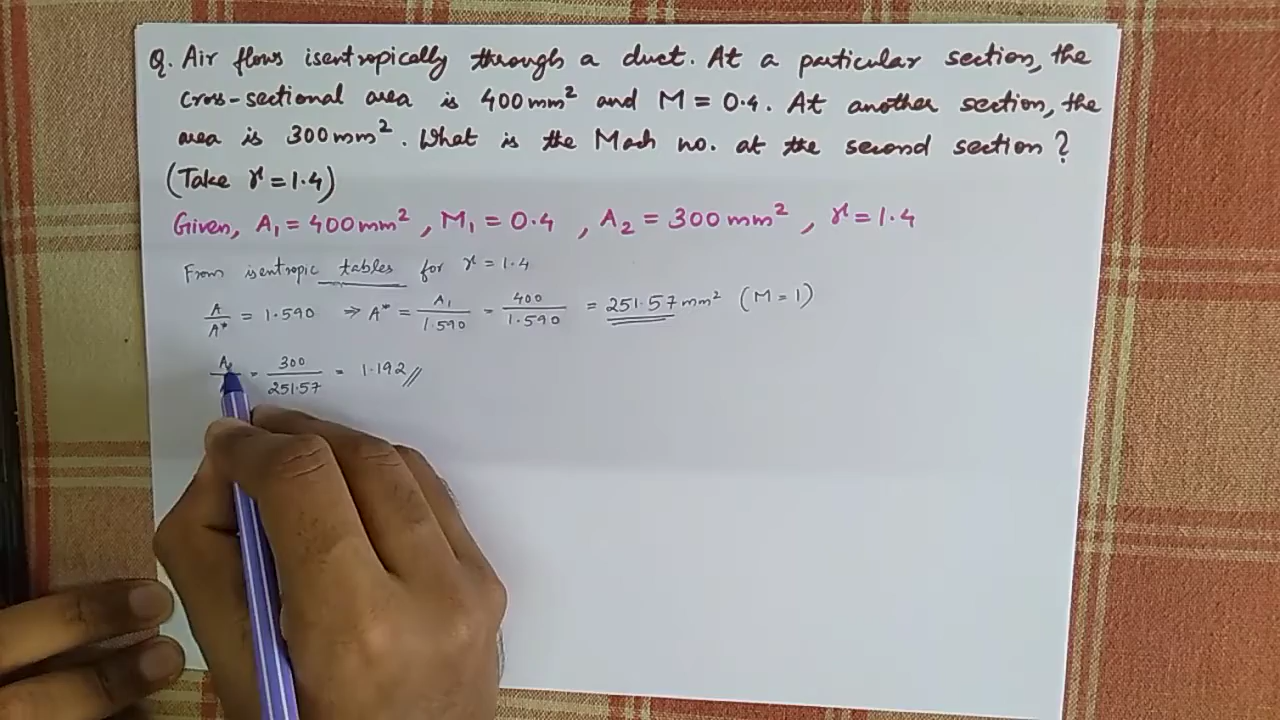 Q. Air flows isentropically through a duct. At a particular section, the
cross-sectional area is 400 mm² and M = 0.4. At another section, the
area is 300 mm². What is the Mach no. at the second section?
(Take γ = 1.4)
Given, A₁ = 400 mm², M₁ = 0.4, A₂ = 300 mm², γ = 1.4
From isentropic tables for γ = 1.4
A/A* = 1.590 ⇒ A* = A₁/1.590 = 400/1.590 = 251.57 mm² (M = 1)
= 300/251.57 = 1.192//